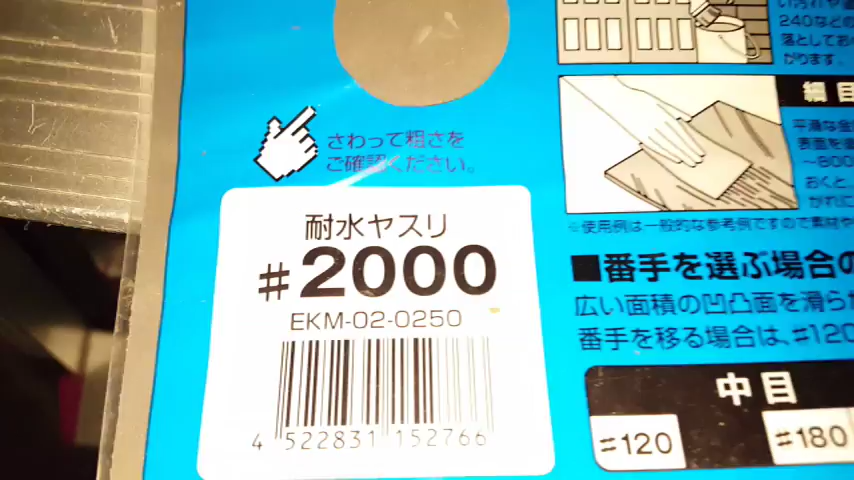 さわって粗さを
ご確認ください。
耐水ヤスリ
#2000
EKM-02-0250
4 522831 152766
240などの
落としてお
がります。
細目
平滑な金
表面を
~800
おくと、
かれに
※使用例は一般的な参考例ですので素材や
■番手を選ぶ場合の
広い面積の凹凸面を滑ら
番手を移る場合は、#120
中目
#120
#180